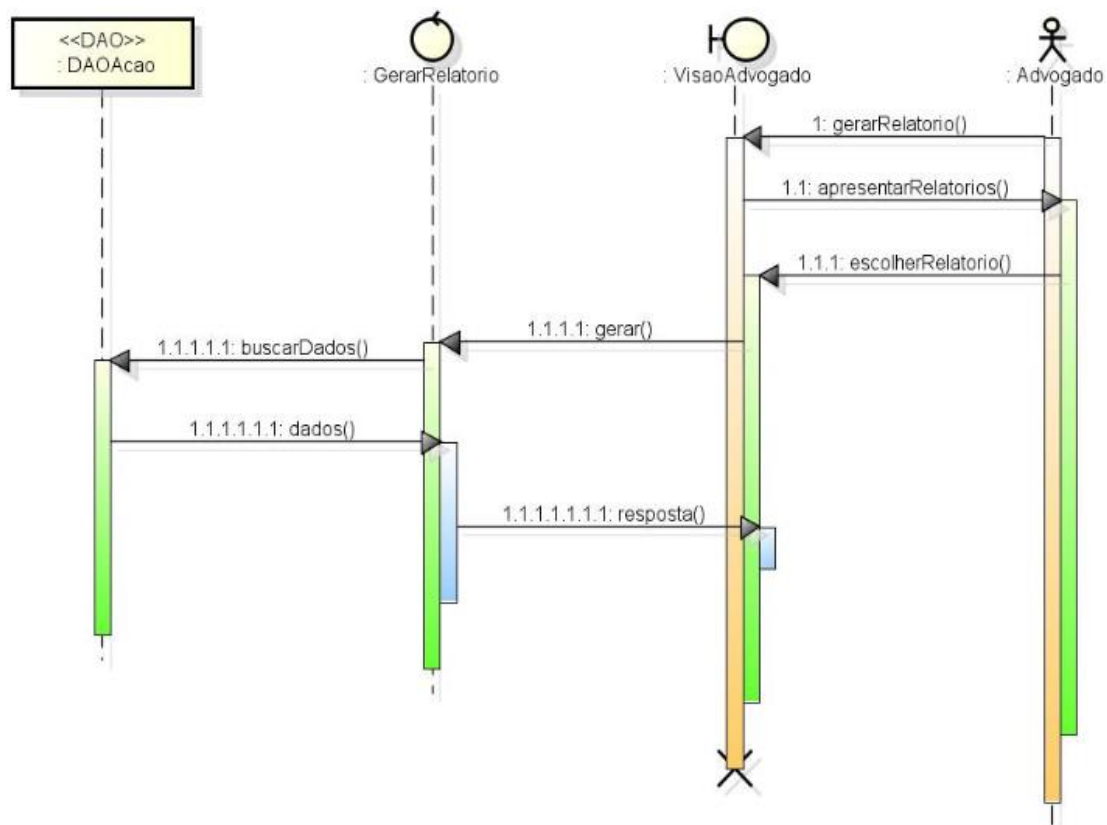 <<DAO>>
: DAOAcao
: GerarRelatorio
: VisaoAdvogado
: Advogado
1: gerarRelatorio()
1.1: apresentarRelatorios()
1.1.1: escolherRelatorio()
1.1.1.1: gerar()
1.1.1.1.1: buscarDados()
1.1.1.1.1.1: dados()
1.1.1.1.1.1.1: resposta()